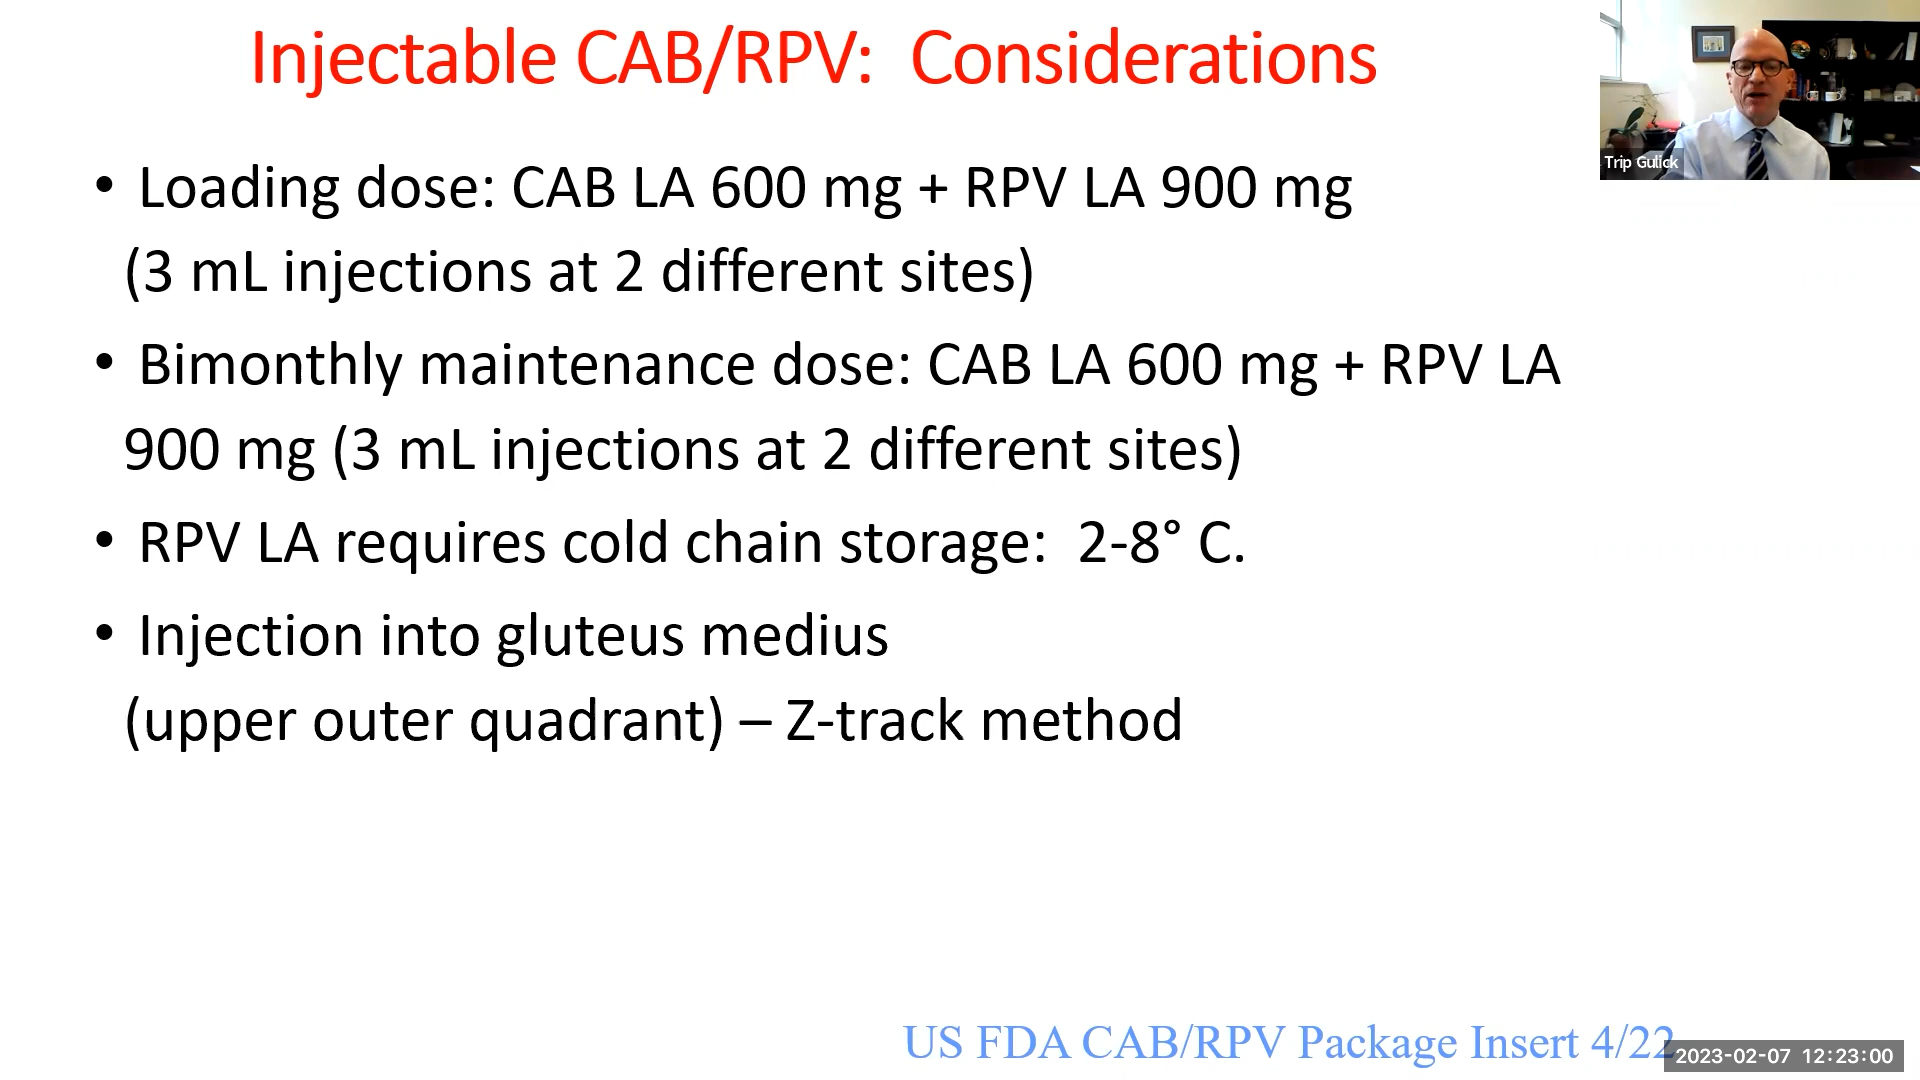 Injectable CAB/RPV:  Considerations
Trip Gulick
• Loading dose: CAB LA 600 mg + RPV LA 900 mg
(3 mL injections at 2 different sites)
• Bimonthly maintenance dose: CAB LA 600 mg + RPV LA
900 mg (3 mL injections at 2 different sites)
• RPV LA requires cold chain storage:  2-8° C.
• Injection into gluteus medius
(upper outer quadrant) – Z-track method
US FDA CAB/RPV Package Insert 4/22
2023-02-07 12:23:00